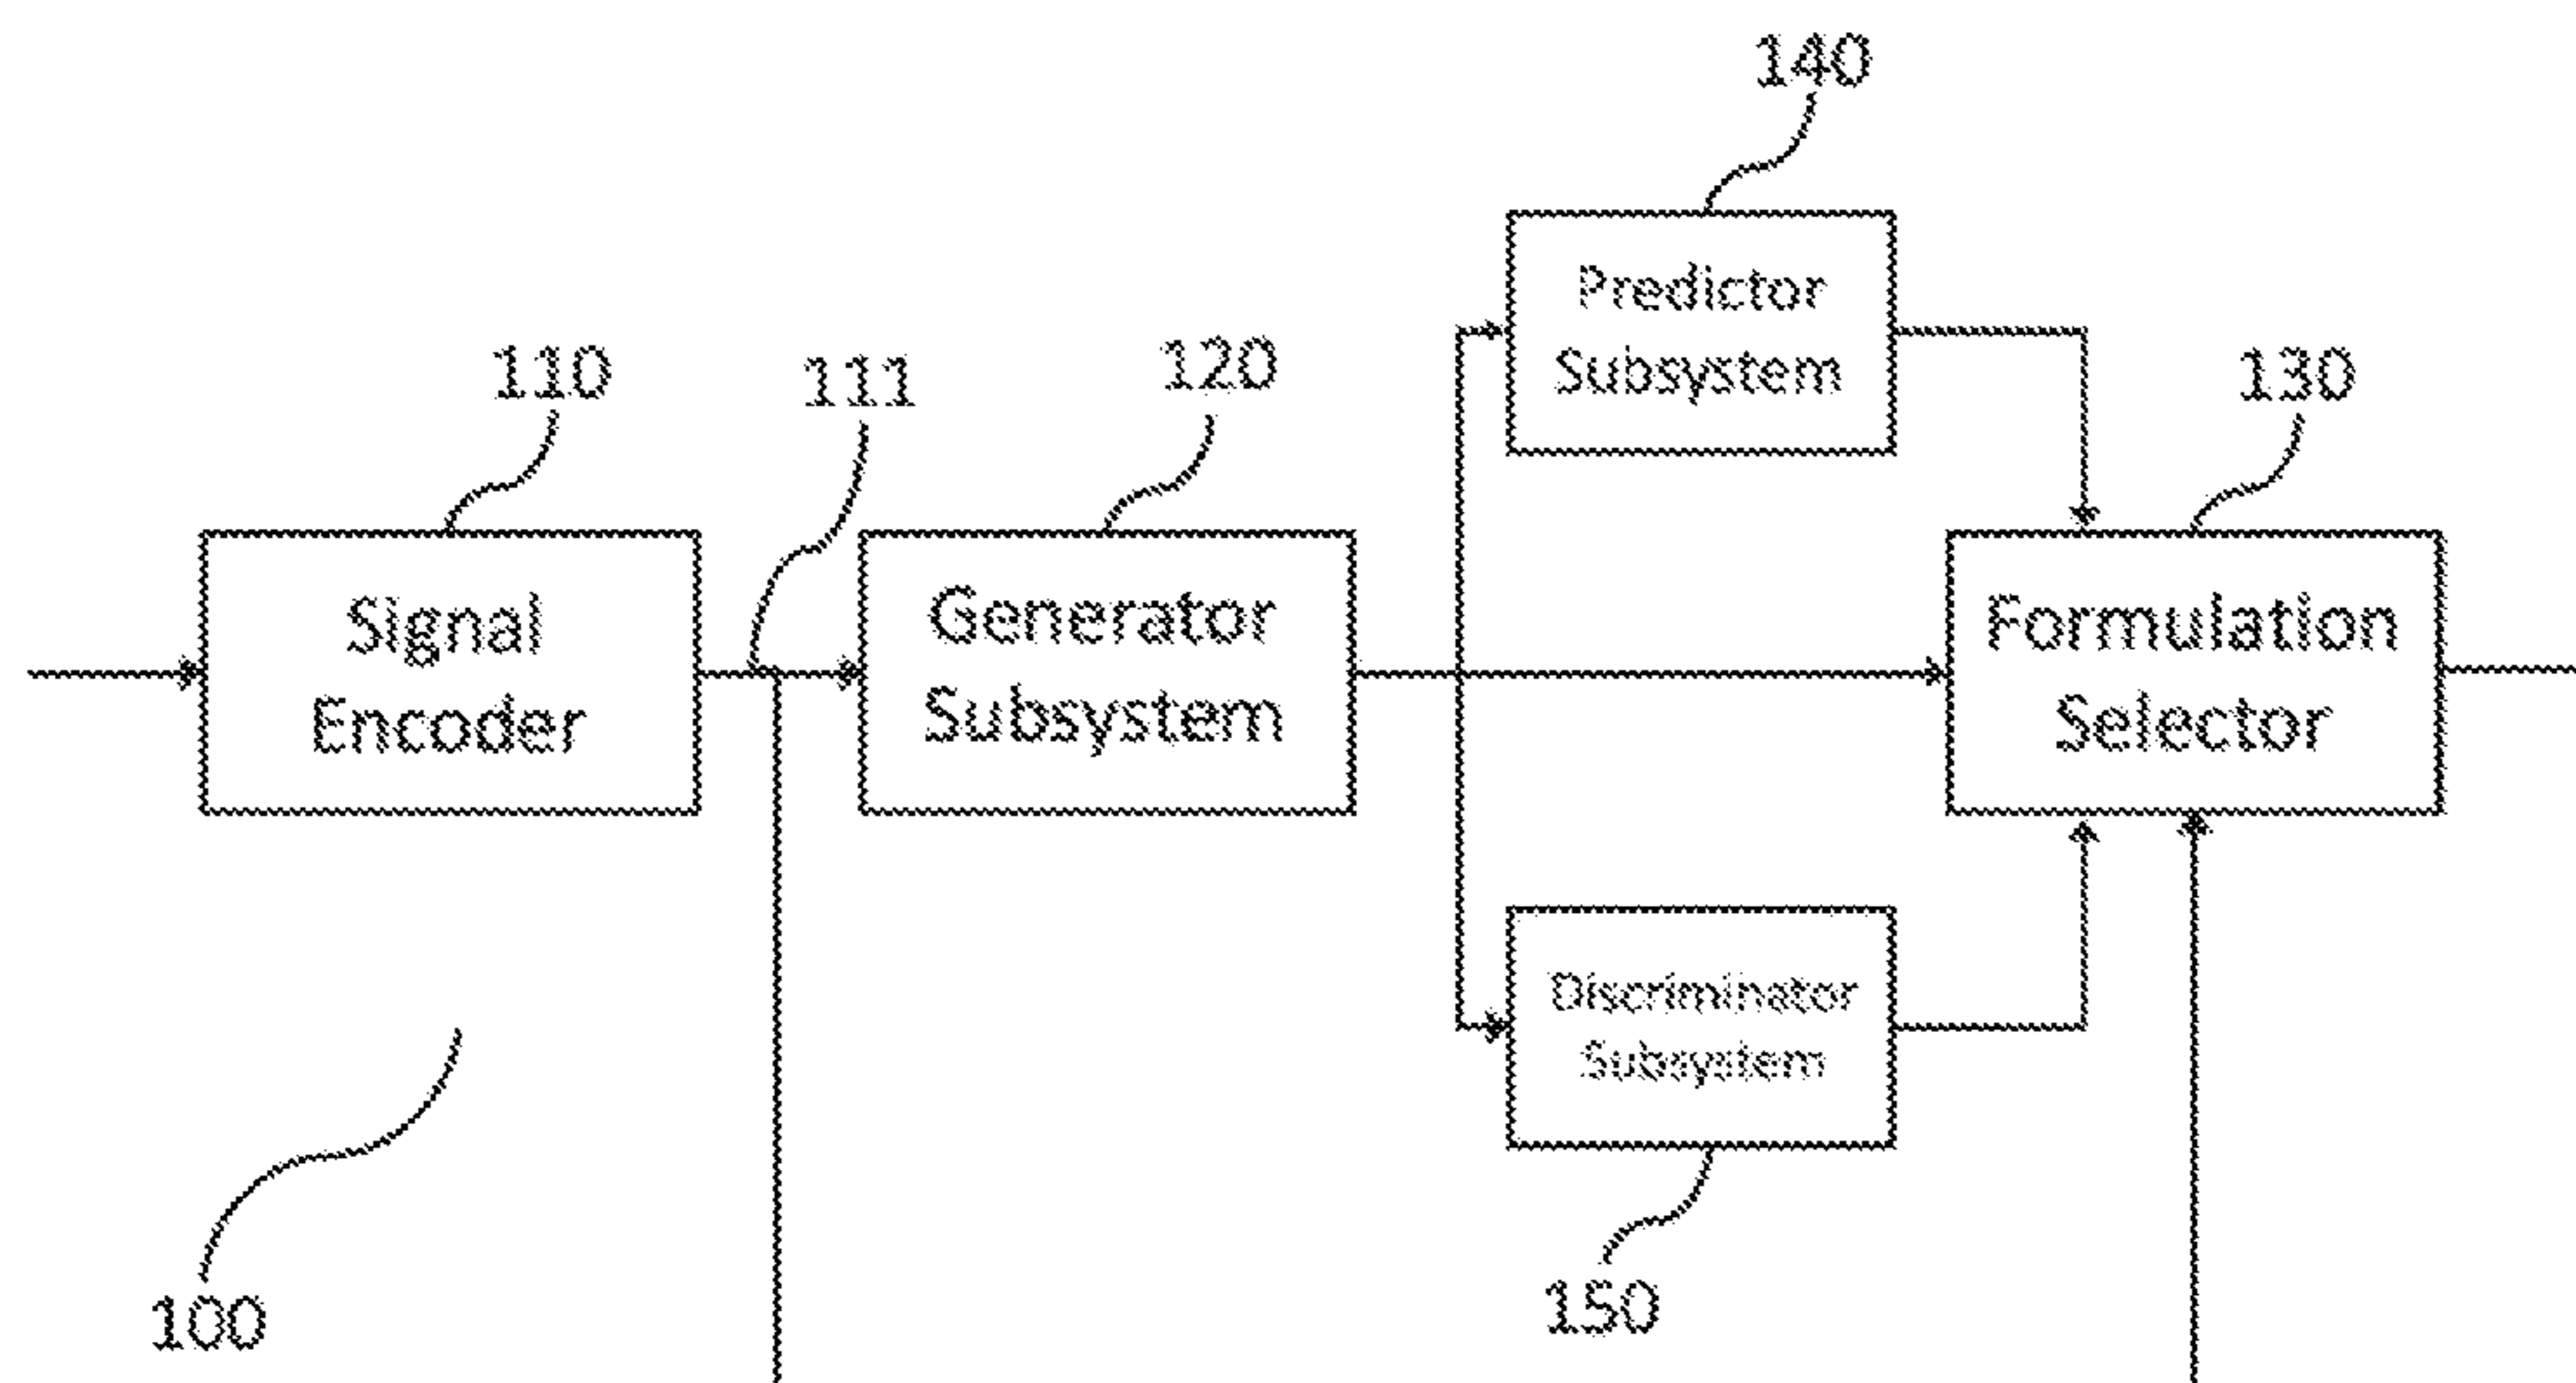 140
110
111
120
130
Predictor
Subsystem
Signal
Encoder
Generator
Subsystem
Formulation
Selector
Discriminator
Subsystem
100
150